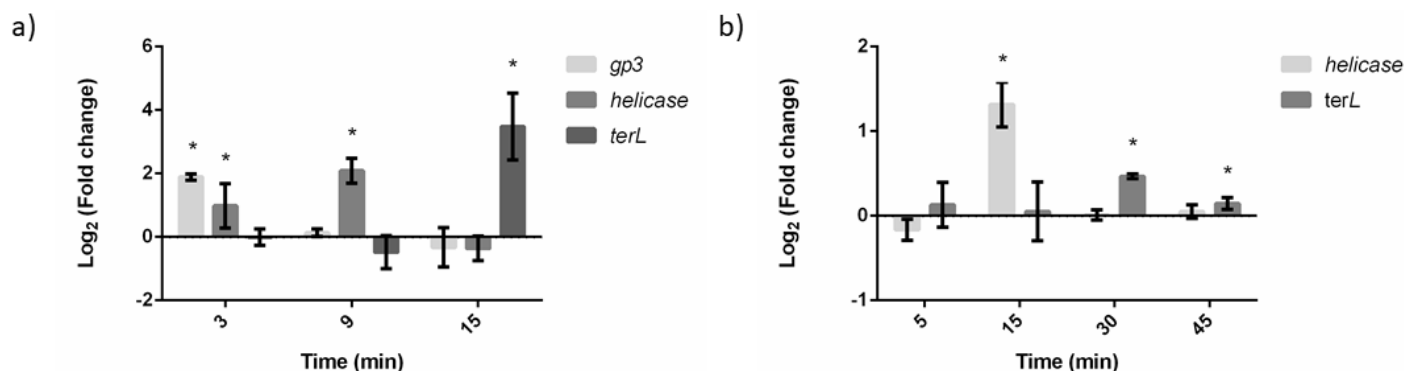 a)
Log₂ (Fold change)
6
4
2
0
-2
* * * *
3 9 15
Time (min)
gp3
helicase
terL
b)
Log₂ (Fold change)
2
1
0
-1
* * *
5 15 30 45
Time (min)
helicase
terL